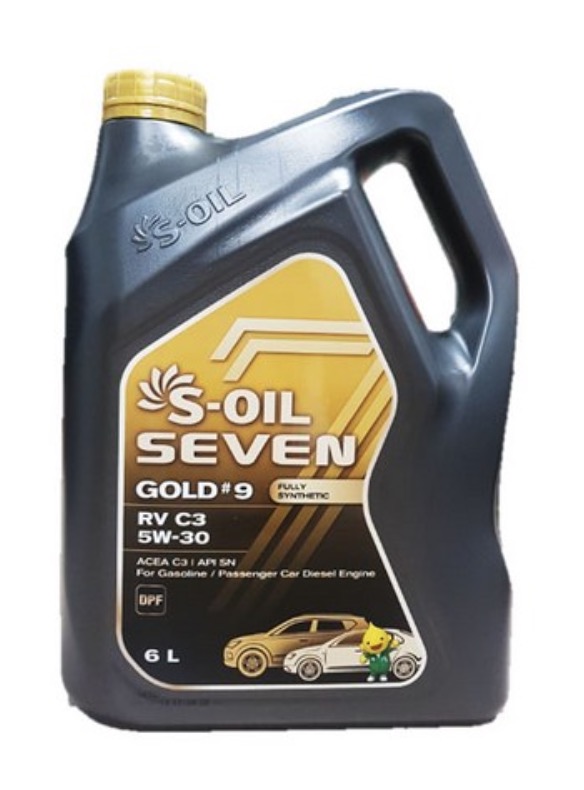 S-OIL
S-OIL
SEVEN
GOLD #9
FULLY
SYNTHETIC
RV C3
5W-30
ACEA C3 | API SN
For Gasoline / Passenger Car Diesel Engine
DPF
6 L